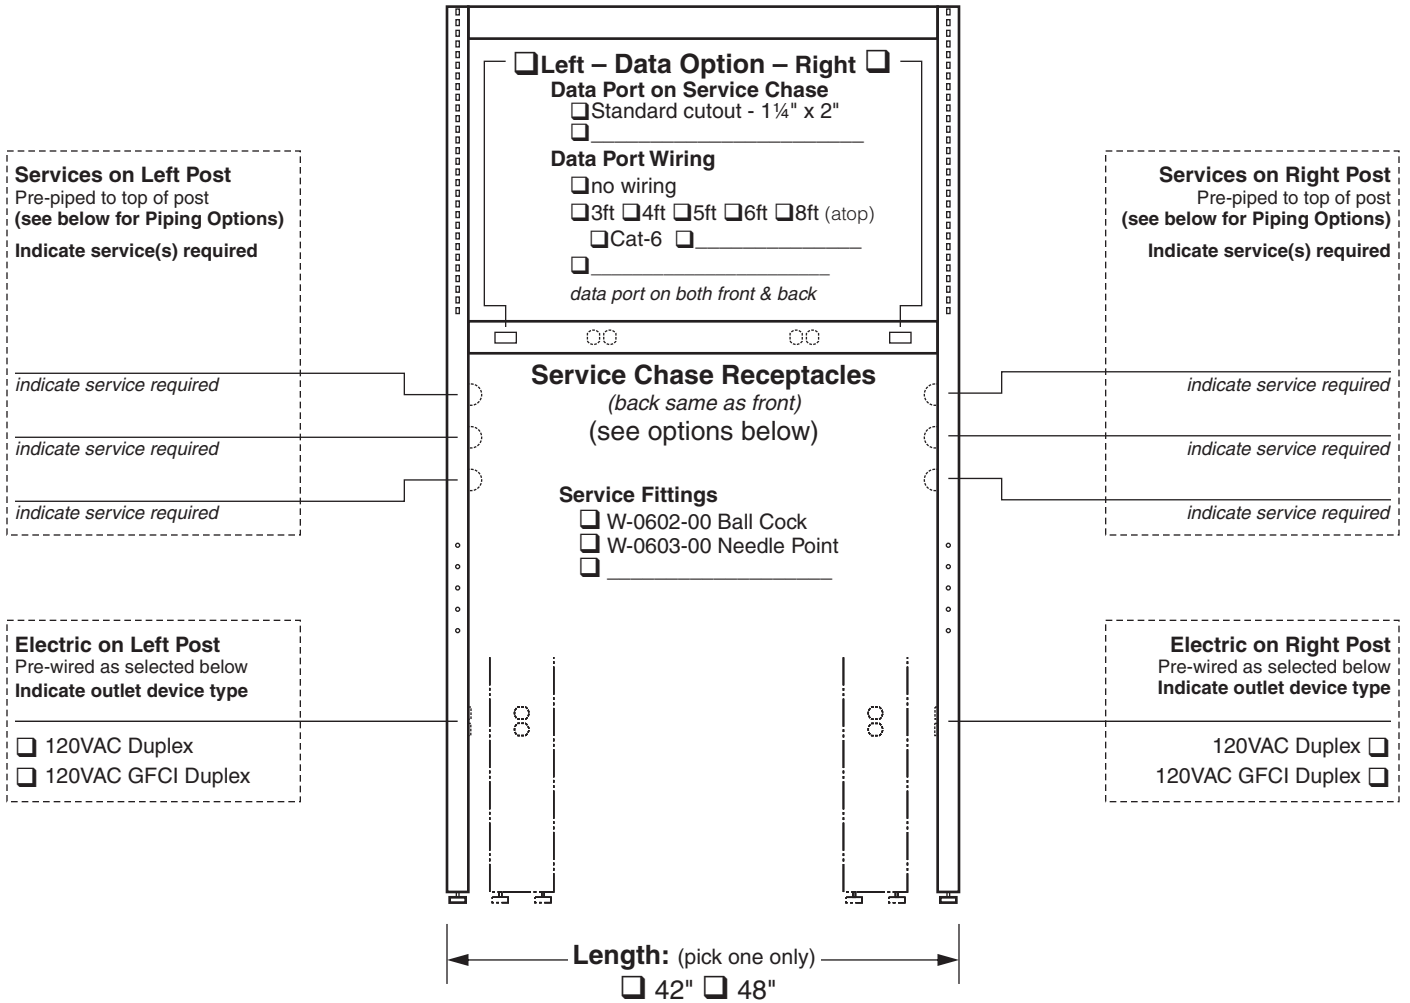 ❑Left – Data Option – Right ❑
Data Port on Service Chase
❑Standard cutout - 1¼" x 2"
❑_______________________
Data Port Wiring
❑no wiring
❑3ft ❑4ft ❑5ft ❑6ft ❑8ft (atop)
❑Cat-6 ❑______________
❑____________________
data port on both front & back
Services on Left Post
Pre-piped to top of post
(see below for Piping Options)
Indicate service(s) required
indicate service required
indicate service required
indicate service required
Services on Right Post
Pre-piped to top of post
(see below for Piping Options)
Indicate service(s) required
indicate service required
indicate service required
indicate service required
Service Chase Receptacles
(back same as front)
(see options below)
Service Fittings
❑ W-0602-00 Ball Cock
❑ W-0603-00 Needle Point
❑ ___________________
Electric on Left Post
Pre-wired as selected below
Indicate outlet device type
❑ 120VAC Duplex
❑ 120VAC GFCI Duplex
Electric on Right Post
Pre-wired as selected below
Indicate outlet device type
120VAC Duplex ❑
120VAC GFCI Duplex ❑
Length: (pick one only)
❑ 42" ❑ 48"